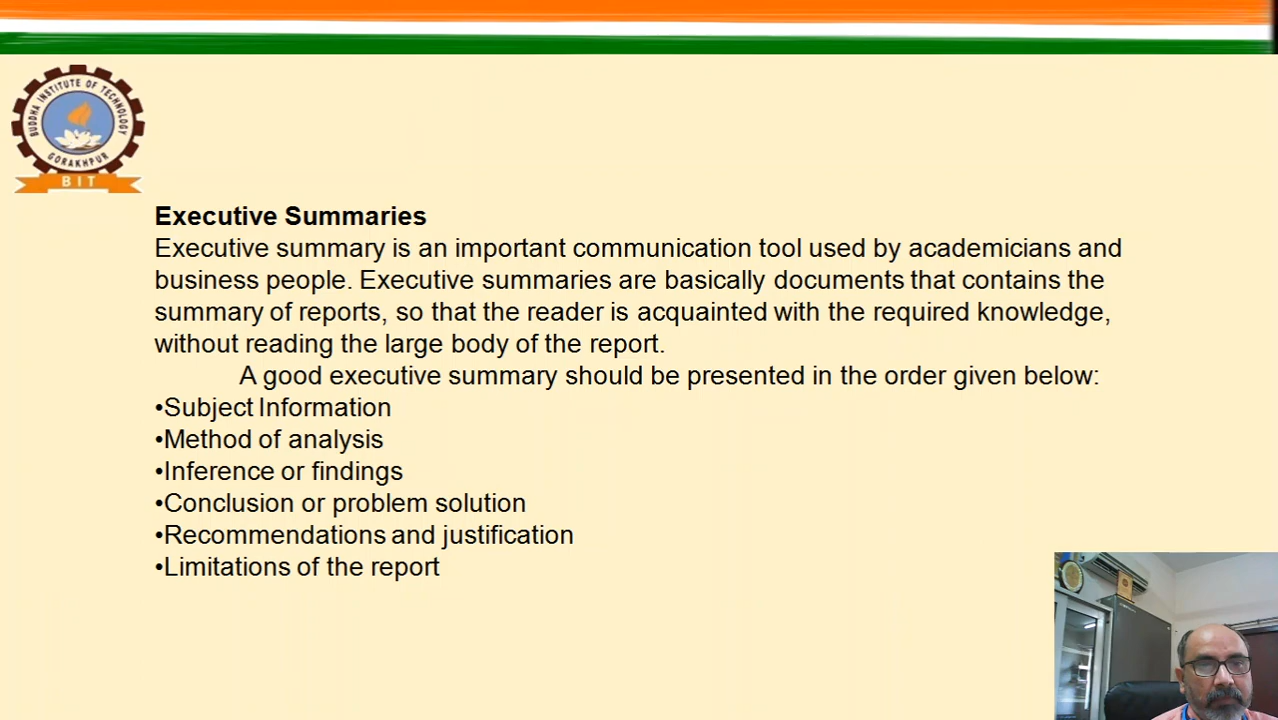 BUDDHA INSTITUTE OF TECHNOLOGY
GORAKHPUR
BIT
Executive Summaries
Executive summary is an important communication tool used by academicians and
business people. Executive summaries are basically documents that contains the
summary of reports, so that the reader is acquainted with the required knowledge,
without reading the large body of the report.
A good executive summary should be presented in the order given below:
•Subject Information
•Method of analysis
•Inference or findings
•Conclusion or problem solution
•Recommendations and justification
•Limitations of the report